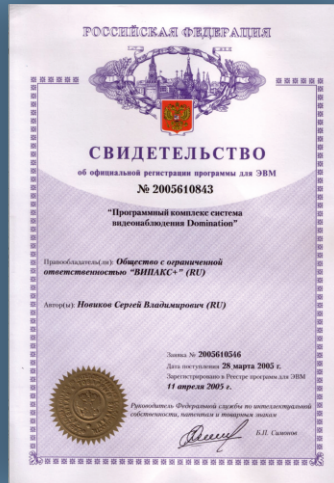 РОССИЙСКАЯ ФЕДЕРАЦИЯ
СВИДЕТЕЛЬСТВО
об официальной регистрации программы для ЭВМ
№ 2005610843
“Программный комплекс система
видеонаблюдения Domination”
Правообладатель(ли): Общество с ограниченной
ответственностью “ВИПАКС+” (RU)
Автор(ы): Новиков Сергей Владимирович (RU)
Заявка № 2005610546
Дата поступления 28 марта 2005 г.
Зарегистрировано в Реестре программ для ЭВМ
11 апреля 2005 г.
Руководитель Федеральной службы по интеллектуальной
собственности, патентам и товарным знакам
Б.П. Симонов